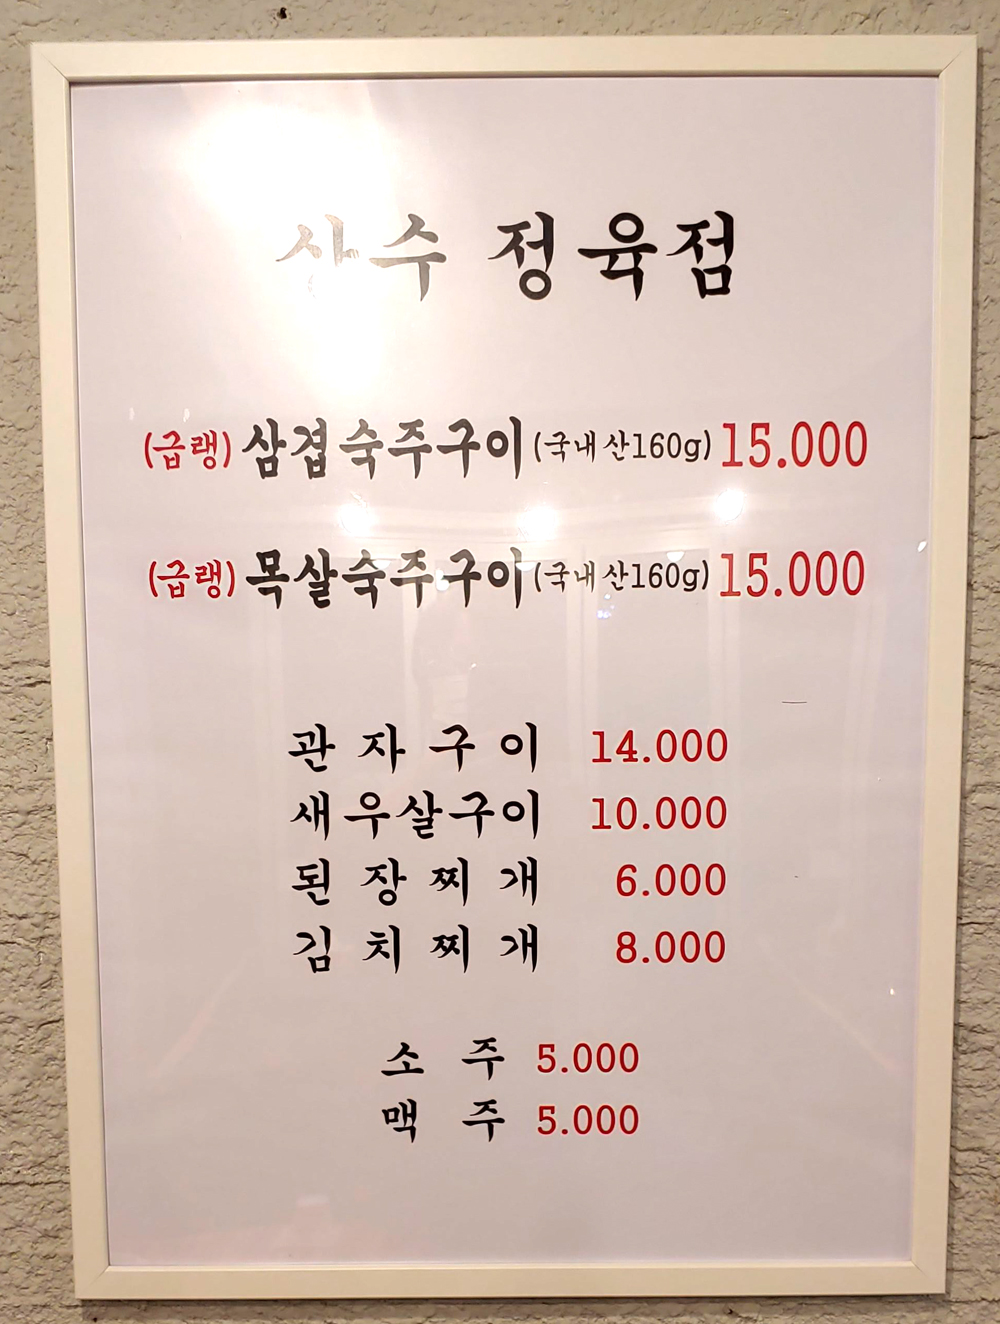 산수 정육점
(급랭) 삼겹숙주구이(국내산160g) 15.000
(급랭) 목살숙주구이(국내산160g) 15.000
관자구이 14.000
새우살구이 10.000
된장찌개 6.000
김치찌개 8.000
소주 5.000
맥주 5.000